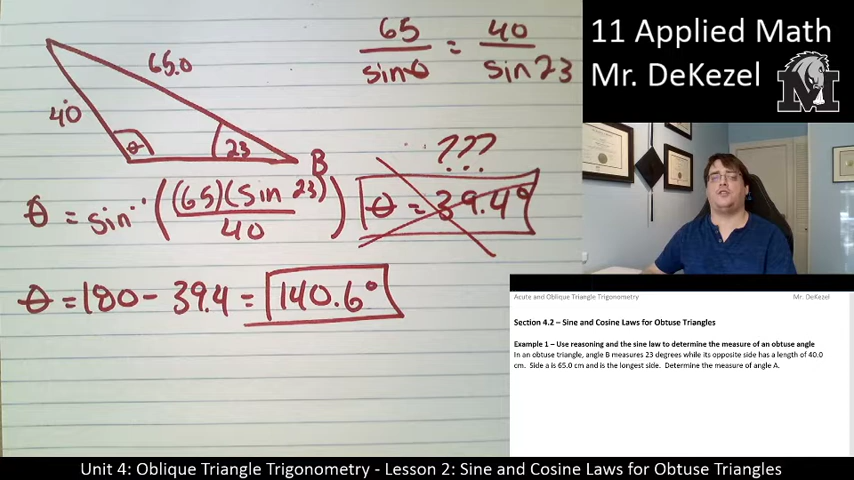 65 / sinθ = 40 / sin23
65.0
40
θ
23
B
θ = sin⁻¹ ( (65)(sin 23) / 40 )
???
θ = 39.4°
θ = 180 - 39.4 = 140.6°
11 Applied Math
Mr. DeKezel
M
Acute and Oblique Triangle Trigonometry Mr. DeKezel
Section 4.2 – Sine and Cosine Laws for Obtuse Triangles
Example 1 – Use reasoning and the sine law to determine the measure of an obtuse angle
In an obtuse triangle, angle B measures 23 degrees while its opposite side has a length of 40.0
cm. Side a is 65.0 cm and is the longest side. Determine the measure of angle A.
Unit 4: Oblique Triangle Trigonometry - Lesson 2: Sine and Cosine Laws for Obtuse Triangles